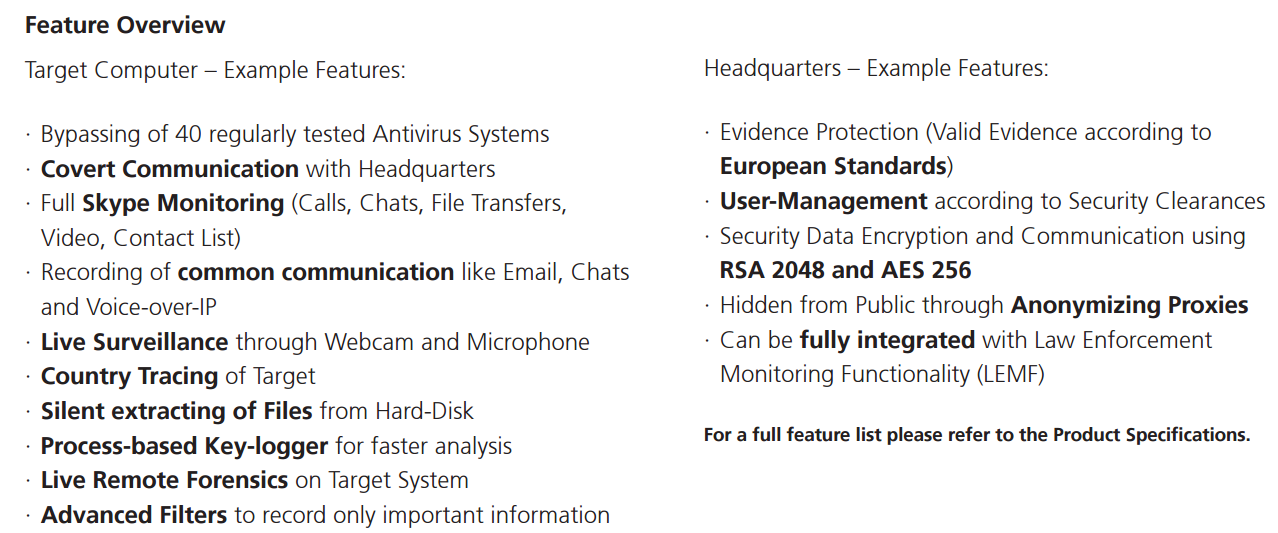 Feature Overview
Target Computer – Example Features:
· Bypassing of 40 regularly tested Antivirus Systems
· Covert Communication with Headquarters
· Full Skype Monitoring (Calls, Chats, File Transfers,
Video, Contact List)
· Recording of common communication like Email, Chats
and Voice-over-IP
· Live Surveillance through Webcam and Microphone
· Country Tracing of Target
· Silent extracting of Files from Hard-Disk
· Process-based Key-logger for faster analysis
· Live Remote Forensics on Target System
· Advanced Filters to record only important information
Headquarters – Example Features:
· Evidence Protection (Valid Evidence according to
European Standards)
· User-Management according to Security Clearances
· Security Data Encryption and Communication using
RSA 2048 and AES 256
· Hidden from Public through Anonymizing Proxies
· Can be fully integrated with Law Enforcement
Monitoring Functionality (LEMF)
For a full feature list please refer to the Product Specifications.